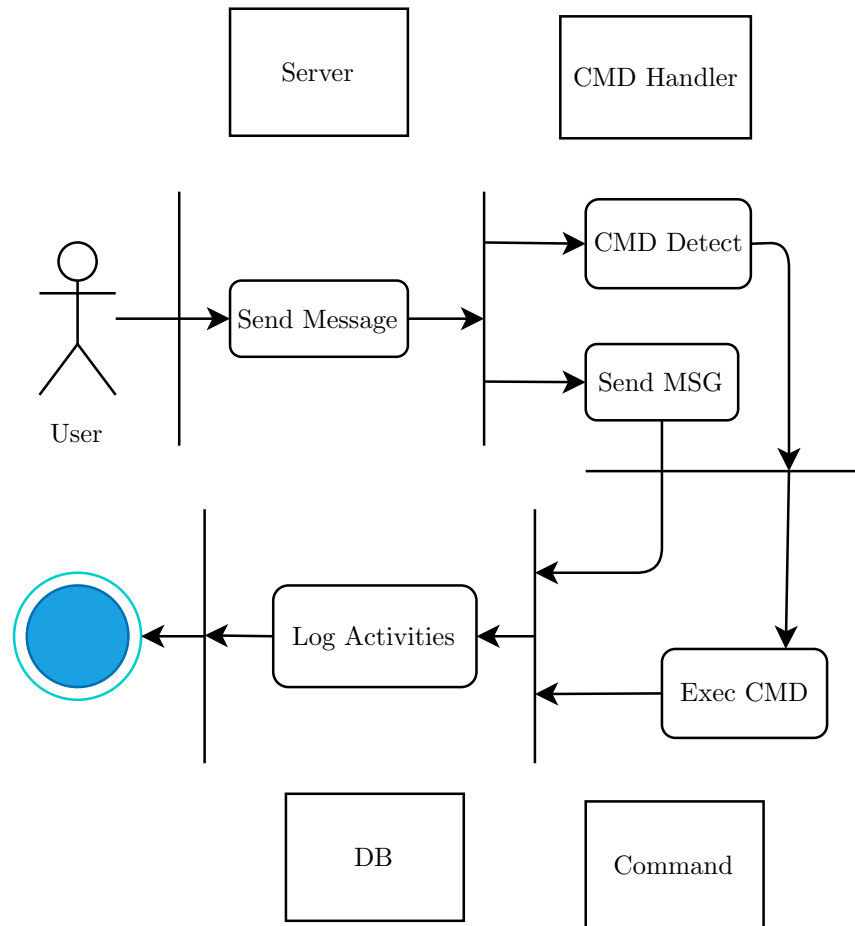 Server
CMD Handler
CMD Detect
Send Message
Send MSG
User
Log Activities
Exec CMD
DB
Command